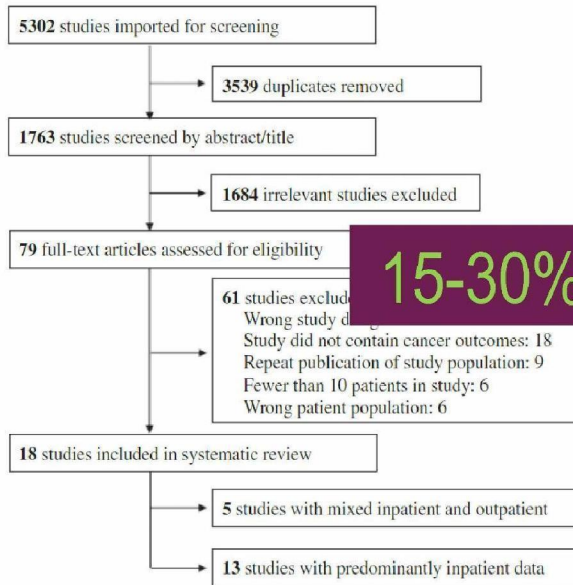 5302 studies imported for screening
3539 duplicates removed
1763 studies screened by abstract/title
1684 irrelevant studies excluded
79 full-text articles assessed for eligibility
15-30%
61 studies
Wrong study
Study did not contain cancer outcomes: 18
Repeat publication of study population: 9
Fewer than 10 patients in study: 6
Wrong patient population: 6
18 studies included in systematic review
5 studies with mixed inpatient and outpatient
13 studies with predominantly inpatient data